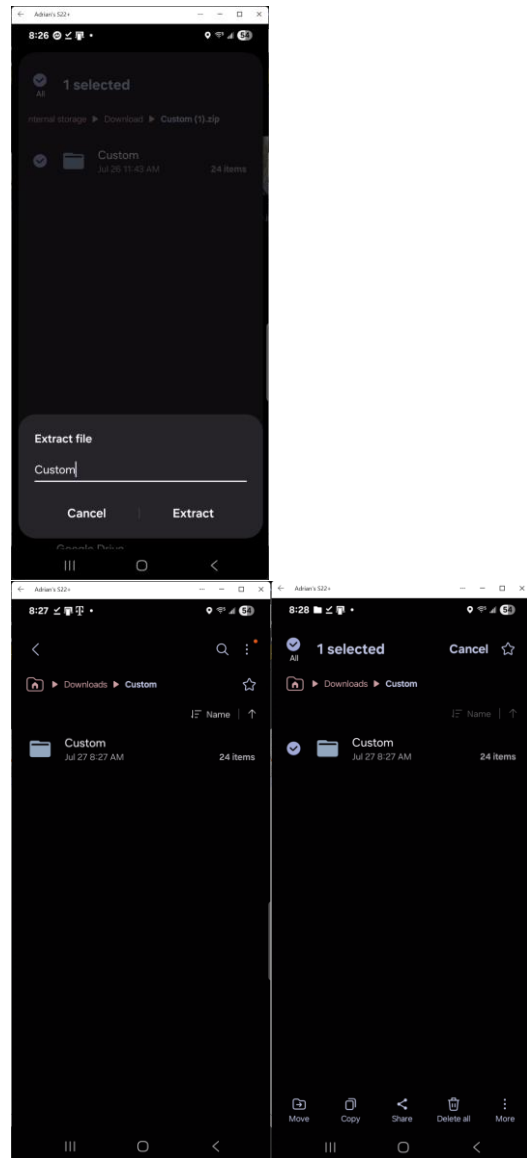 Adrian's S22+
8:26
54
All
1 selected
nternal storage ▶ Download ▶ Custom (1).zip
Custom
Jul 26 11:43 AM
24 items
Extract file
Custom
Cancel
Extract
Google Drive
Adrian's S22+
8:27
54
Downloads ▶ Custom
Name
Custom
Jul 27 8:27 AM
24 items
Adrian's S22+
8:28
54
All
1 selected
Cancel
Downloads ▶ Custom
Name
Custom
Jul 27 8:27 AM
24 items
Move
Copy
Share
Delete all
More